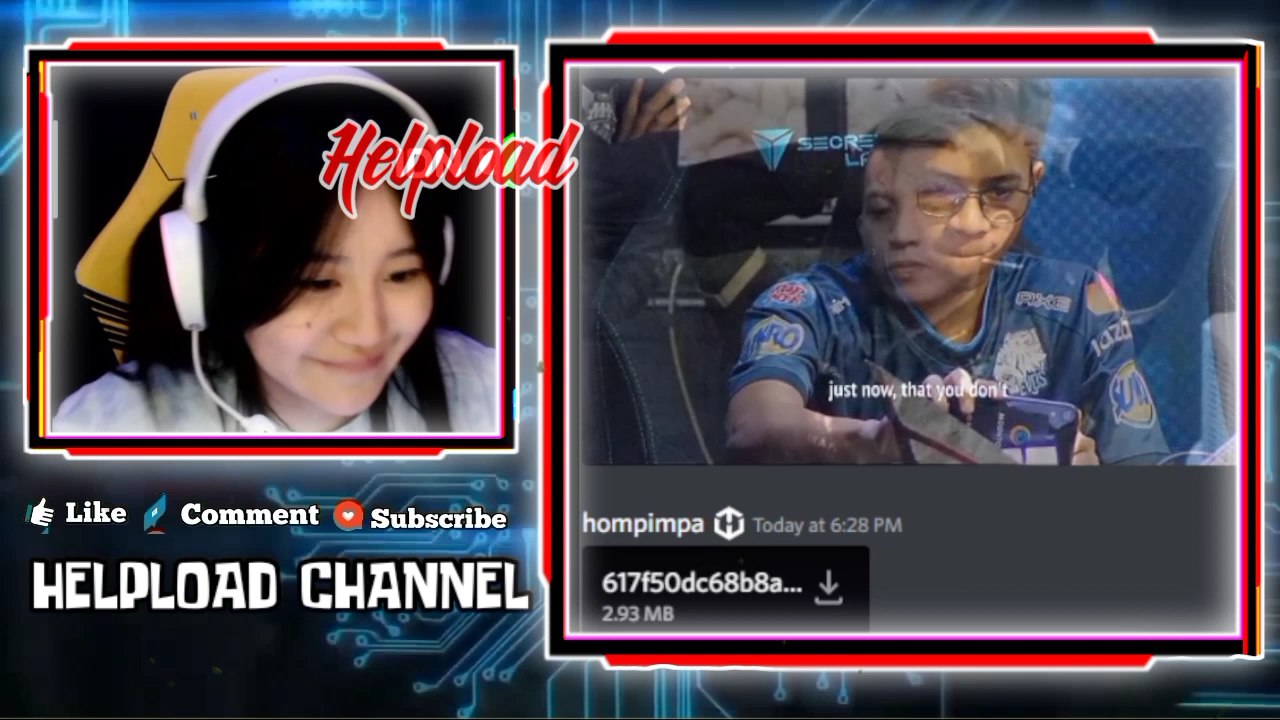 Helpload
SECRE
just now, that you don't
hompimpa
Today at 6:28 PM
617f50dc68b8a...
2.93 MB
Like
Comment
Subscribe
HELPLOAD CHANNEL